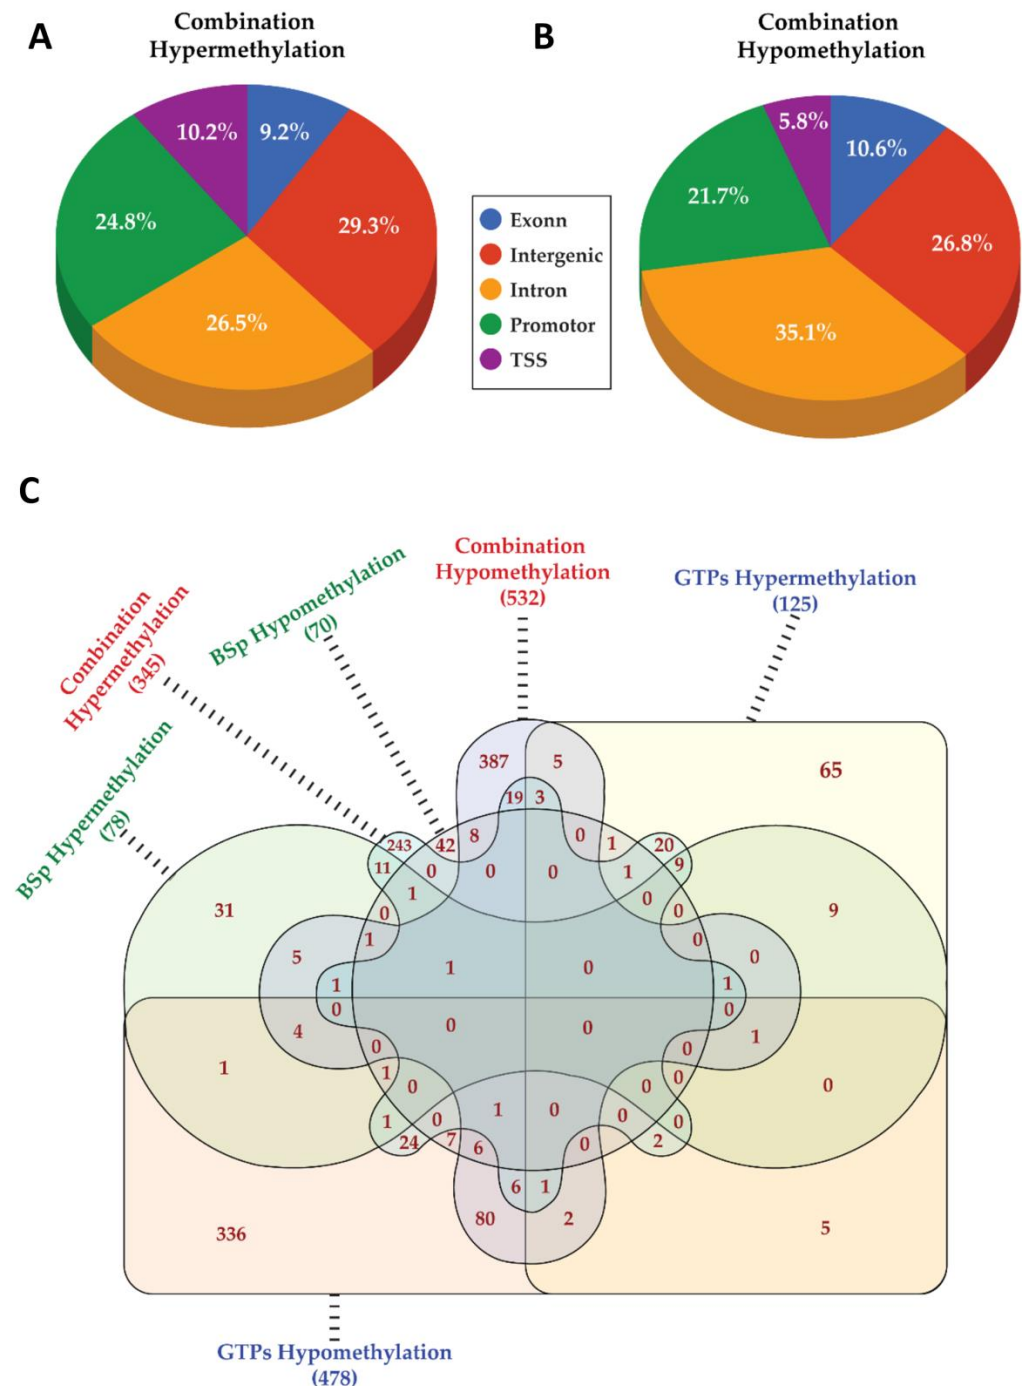 A
Combination
Hypermethylation
10.2%
9.2%
24.8%
29.3%
26.5%
B
Combination
Hypomethylation
5.8%
10.6%
21.7%
26.8%
35.1%
Exonn
Intergenic
Intron
Promotor
TSS
C
Combination
Hypermethylation
(345)
BSp Hypomethylation
(70)
Combination
Hypomethylation
(532)
GTPs Hypermethylation
(125)
BSp Hypermethylation
(78)
387 5
65
19 3
243 42 8 0 1 20
11 0 0 0 1 9
1 0
31 0 0 9
1 0
5 0
1 0
1 1
0 0
4 0 0 1
0 0
1 0 0 0
1 0
1 0 1 0 0 0
24 7 6 0 2
6 1
80 2
336 5
GTPs Hypomethylation
(478)